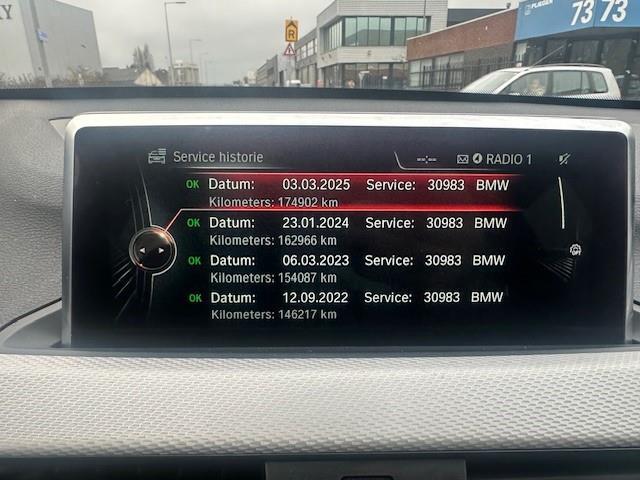 R
PLIEGER
73 73
Service historie
--:--
RADIO 1
OK Datum: 03.03.2025 Service: 30983 BMW
Kilometers: 174902 km
OK Datum: 23.01.2024 Service: 30983 BMW
Kilometers: 162966 km
OK Datum: 06.03.2023 Service: 30983 BMW
Kilometers: 154087 km
OK Datum: 12.09.2022 Service: 30983 BMW
Kilometers: 146217 km